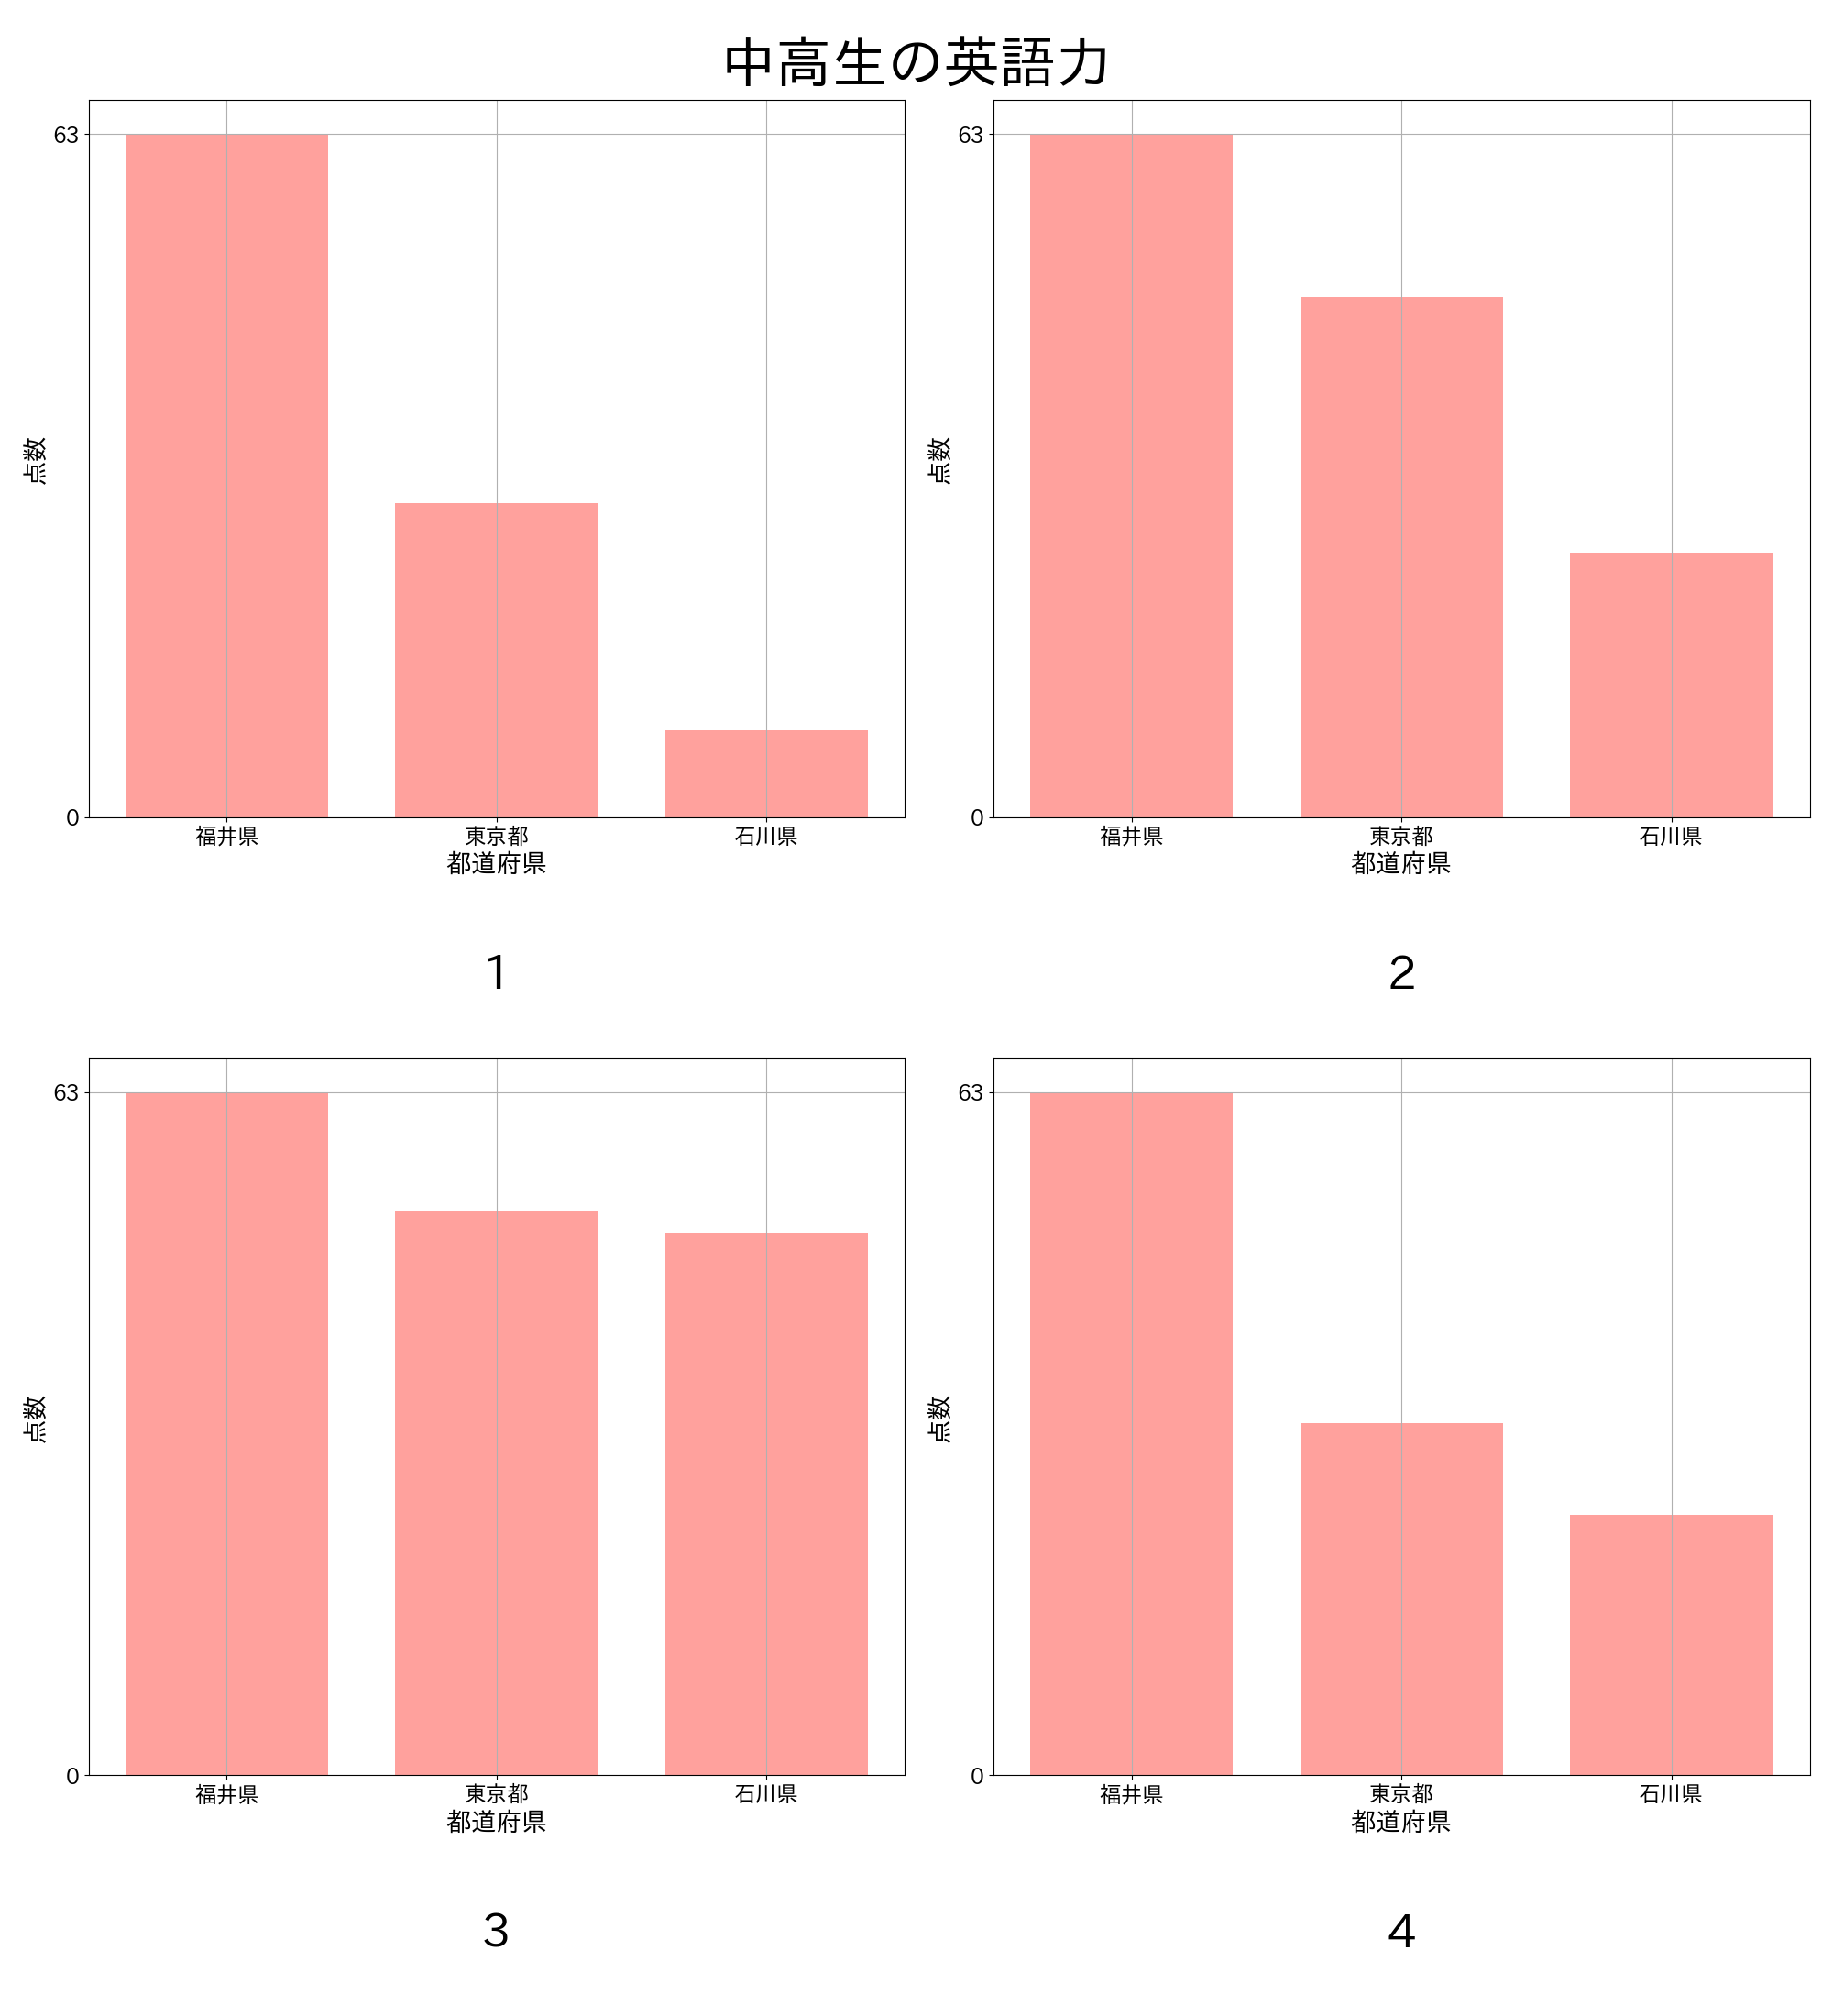 中高生の英語力
63
点数
0
福井県 東京都 石川県
都道府県
1
63
点数
0
福井県 東京都 石川県
都道府県
2
63
点数
0
福井県 東京都 石川県
都道府県
3
63
点数
0
福井県 東京都 石川県
都道府県
4